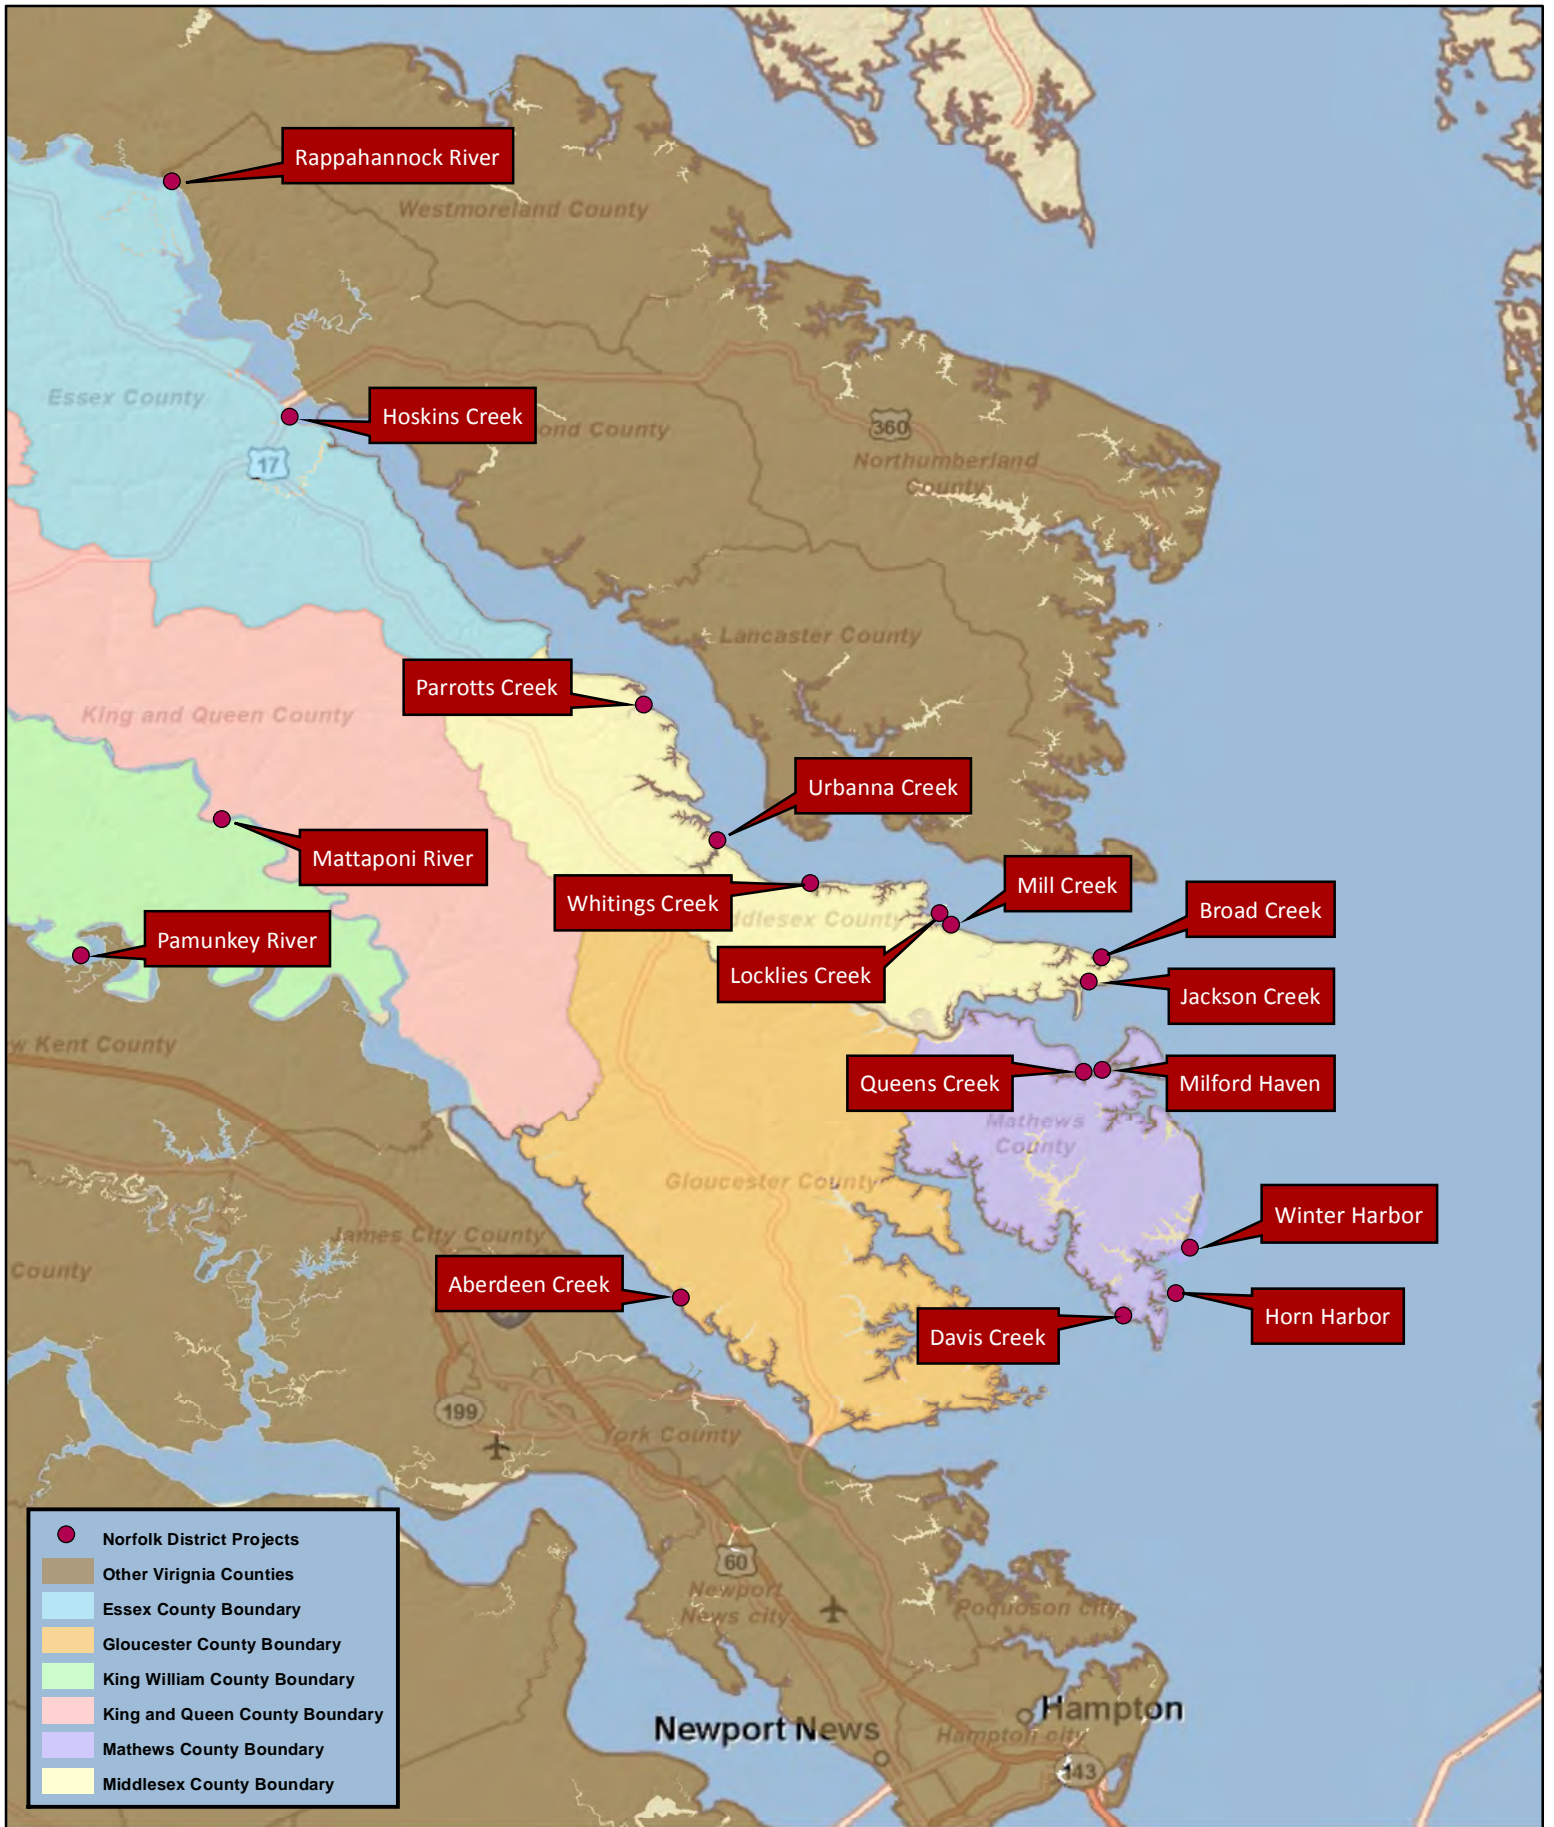 Rappahannock River
Westmoreland County
Essex County
Hoskins Creek
ond County
360
17
Northumberland
County
Lancaster County
Parrotts Creek
King and Queen County
Urbanna Creek
Mattaponi River
Mill Creek
Whitings Creek
ddlesex County
Broad Creek
Pamunkey River
Locklies Creek
Jackson Creek
w Kent County
Queens Creek
Milford Haven
Mathews
County
Gloucester County
Winter Harbor
James City County
County
Aberdeen Creek
Horn Harbor
Davis Creek
199
York County
60
Newport
News city
Poquoson city
Hampton
Newport News
Hampton city
143
Norfolk District Projects
Other Virignia Counties
Essex County Boundary
Gloucester County Boundary
King William County Boundary
King and Queen County Boundary
Mathews County Boundary
Middlesex County Boundary